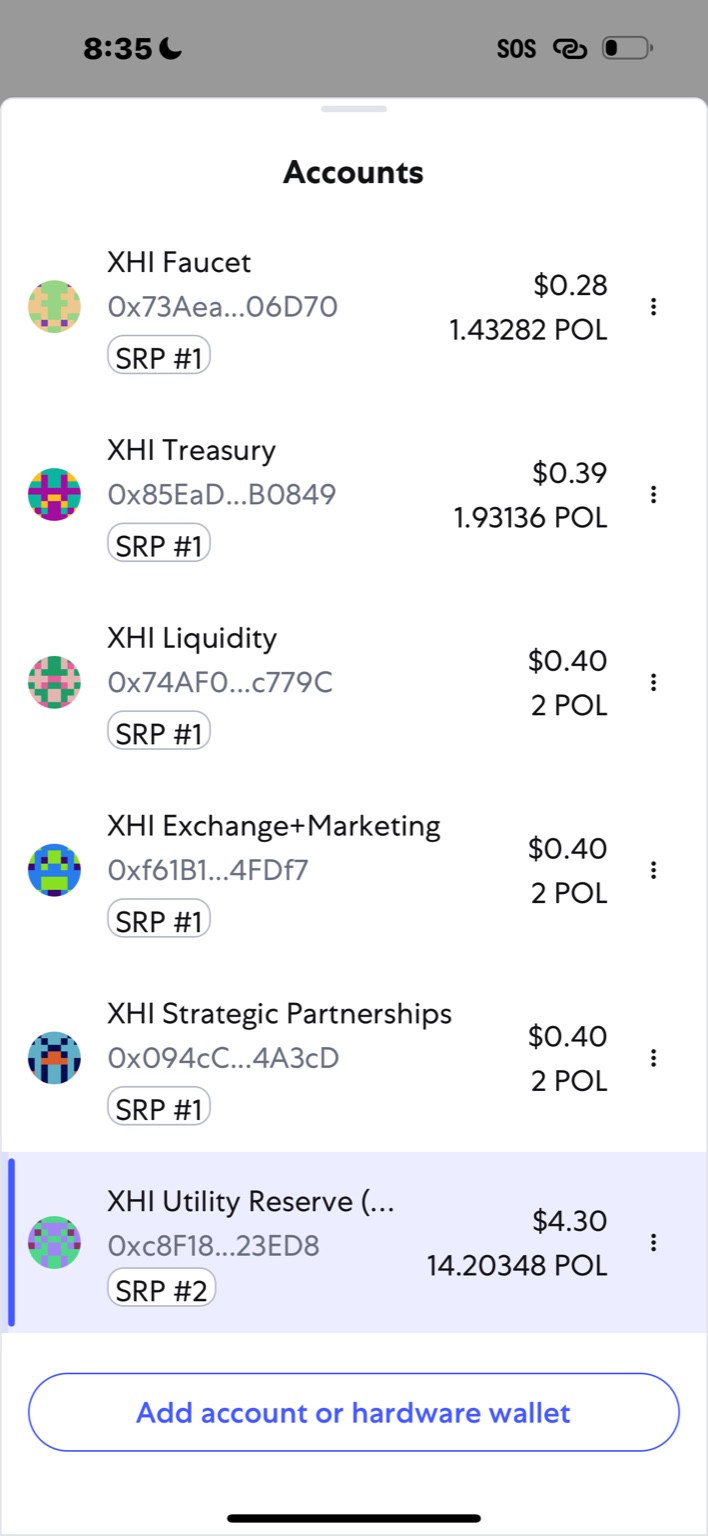 8:35
SOS
Accounts
XHI Faucet
$0.28
0x73Aea...06D70
1.43282 POL
SRP #1
XHI Treasury
$0.39
0x85EaD...B0849
1.93136 POL
SRP #1
XHI Liquidity
$0.40
0x74AF0...c779C
2 POL
SRP #1
XHI Exchange+Marketing
$0.40
0xf61B1...4FDf7
2 POL
SRP #1
XHI Strategic Partnerships
$0.40
0x094cC...4A3cD
2 POL
SRP #1
XHI Utility Reserve (...
$4.30
0xc8F18...23ED8
14.20348 POL
SRP #2
Add account or hardware wallet